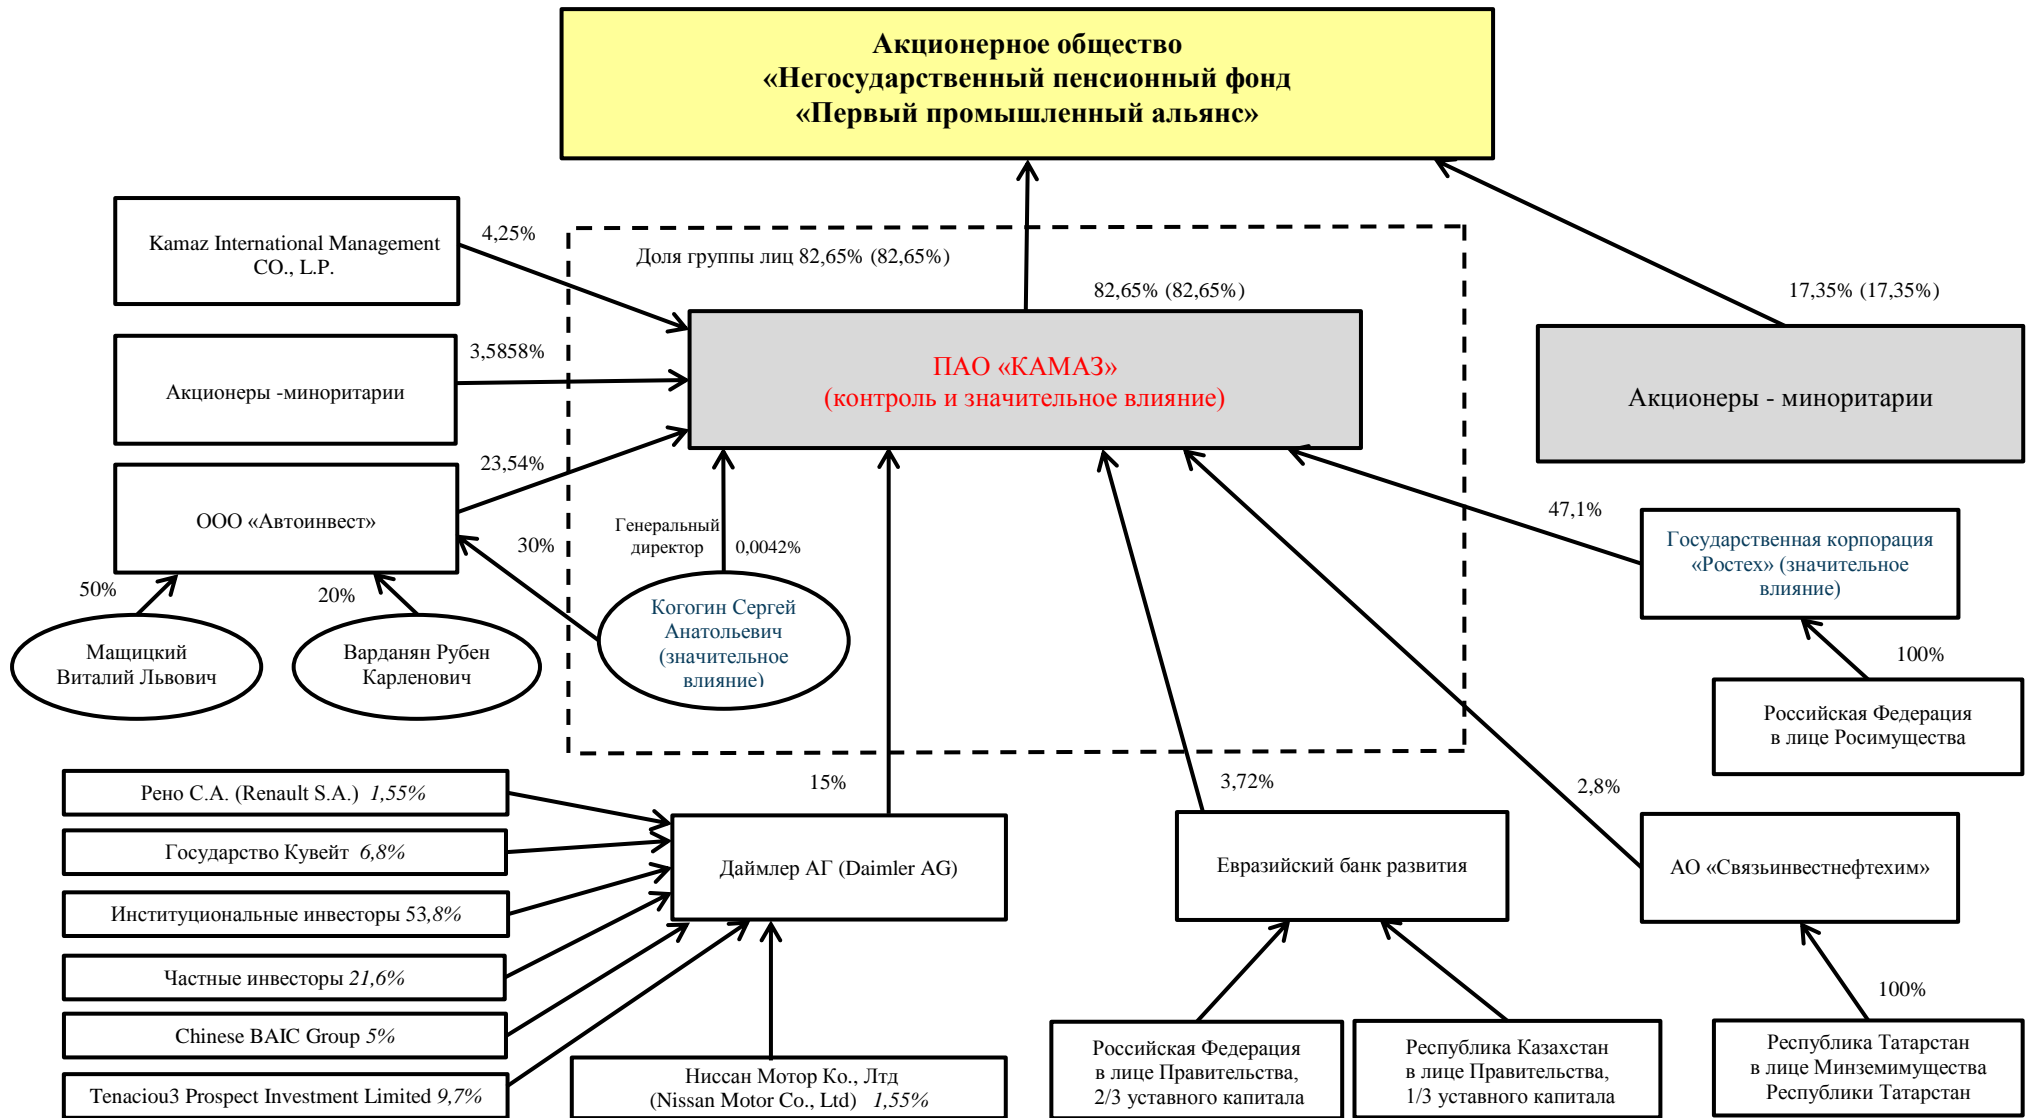 Акционерное общество
«Негосударственный пенсионный фонд
«Первый промышленный альянс»
Kamaz International Management
CO., L.P.
4,25%
Доля группы лиц 82,65% (82,65%)
82,65% (82,65%)
17,35% (17,35%)
Акционеры -миноритарии
3,5858%
ПАО «КАМАЗ»
(контроль и значительное влияние)
Акционеры - миноритарии
ООО «Автоинвест»
23,54%
30%
Генеральный
директор
0,0042%
47,1%
Государственная корпорация
«Ростех» (значительное
влияние)
50%
20%
Мащицкий
Виталий Львович
Варданян Рубен
Карленович
Когогин Сергей
Анатольевич
(значительное
влияние)
100%
Российская Федерация
в лице Росимущества
15%
3,72%
2,8%
Рено С.А. (Renault S.A.) 1,55%
Государство Кувейт 6,8%
Институциональные инвесторы 53,8%
Частные инвесторы 21,6%
Chinese BAIC Group 5%
Tenaciou3 Prospect Investment Limited 9,7%
Даймлер АГ (Daimler AG)
Евразийский банк развития
АО «Связьинвестнефтехим»
100%
Ниссан Мотор Ко., Лтд
(Nissan Motor Co., Ltd) 1,55%
Российская Федерация
в лице Правительства,
2/3 уставного капитала
Республика Казахстан
в лице Правительства,
1/3 уставного капитала
Республика Татарстан
в лице Минземимущества
Республики Татарстан